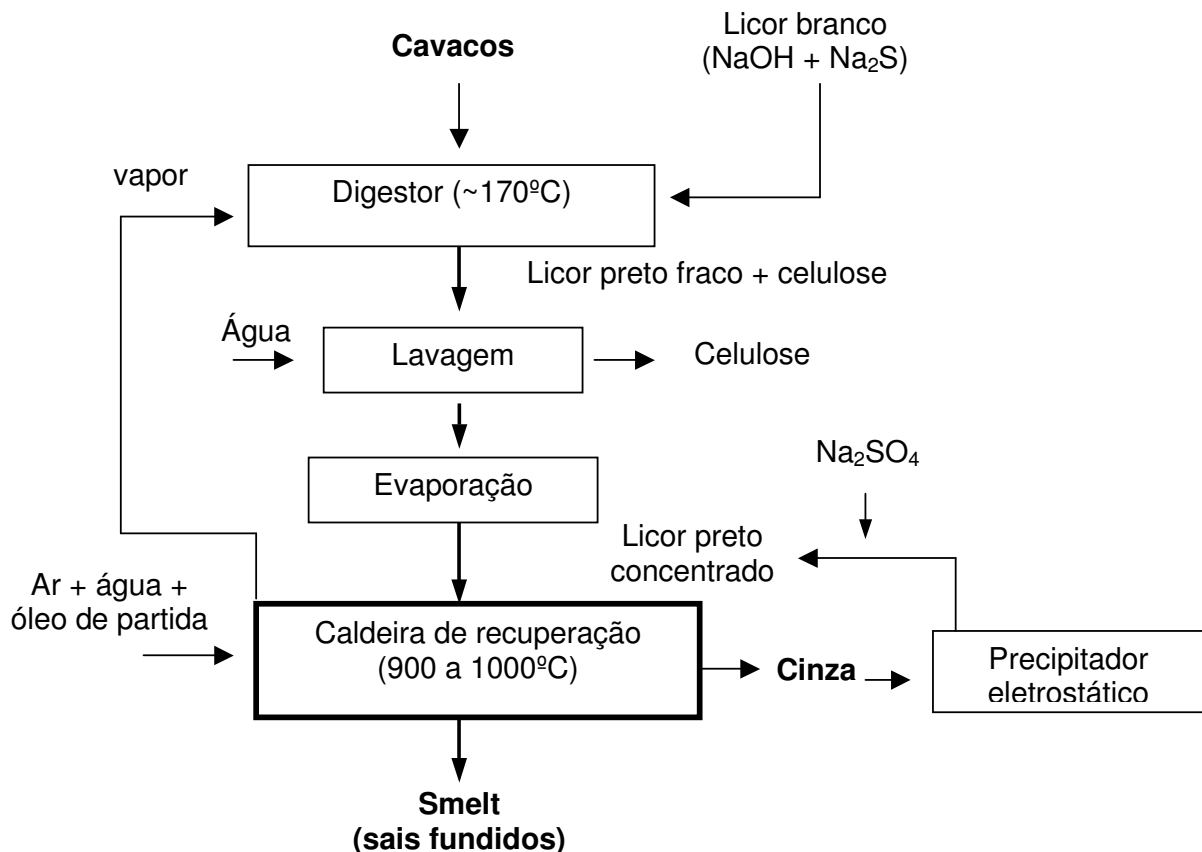 Cavacos
Licor branco
(NaOH + Na₂S)
vapor
Digestor (~170ºC)
Licor preto fraco + celulose
Água
Lavagem
Celulose
Na₂SO₄
Evaporação
Licor preto
concentrado
Ar + água +
óleo de partida
Caldeira de recuperação
(900 a 1000ºC)
Cinza
Precipitador
eletrostático
Smelt
(sais fundidos)